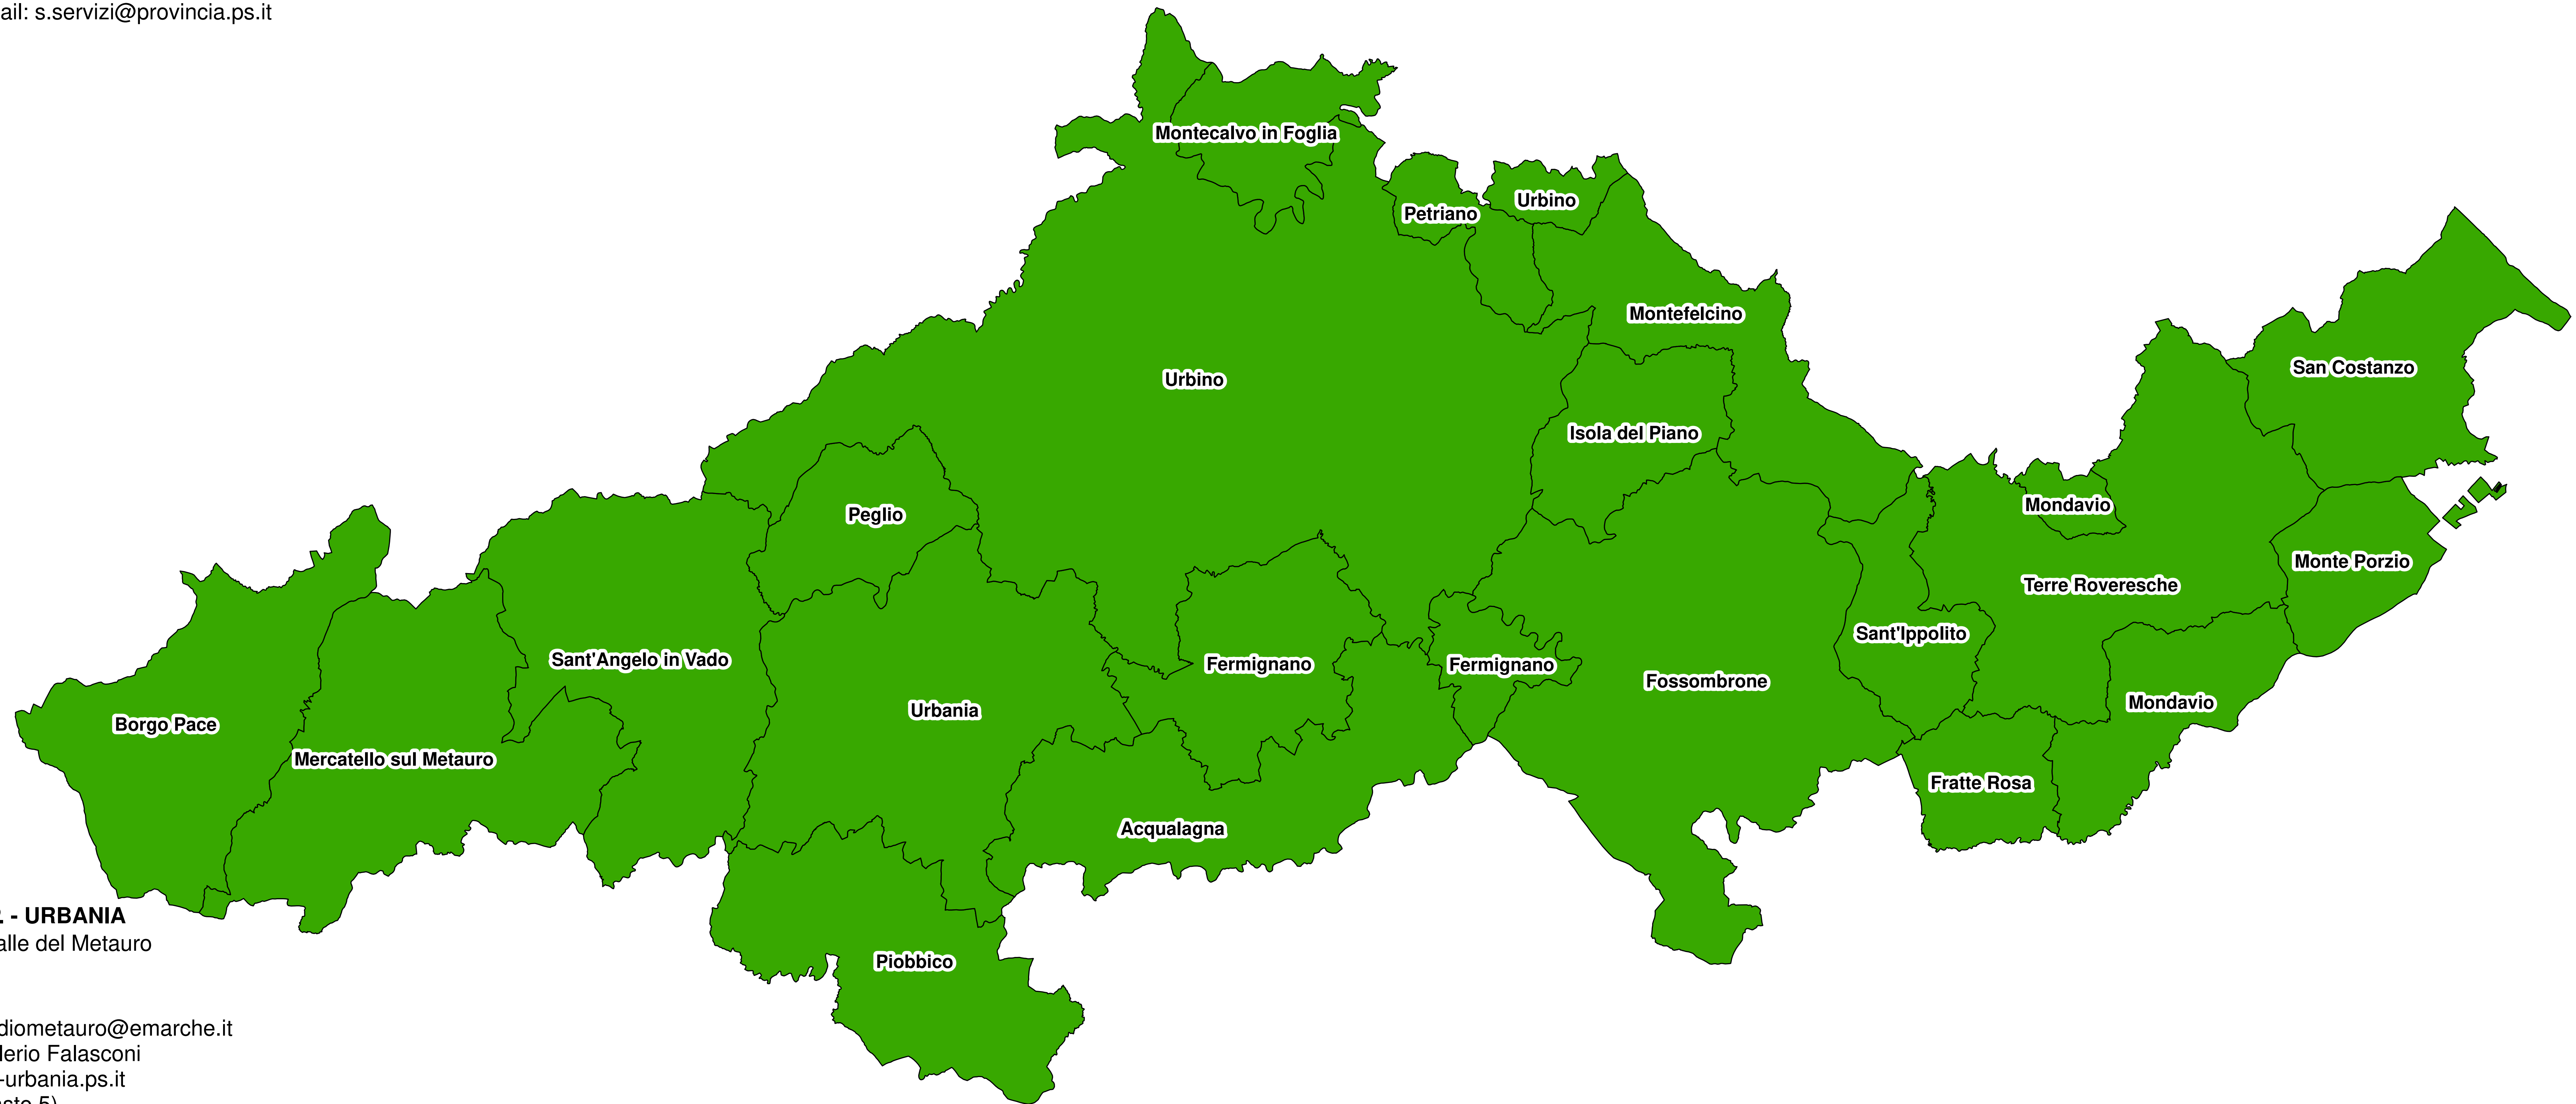 ail: s.servizi@provincia.ps.it
Montecalvo in Foglia
Urbino
Petriano
Montefelcino
San Costanzo
Urbino
Isola del Piano
Mondavio
Peglio
Monte Porzio
Terre Roveresche
Sant'Ippolito
Sant'Angelo in Vado
Fermignano
Fermignano
Fossombrone
Mondavio
Urbania
Borgo Pace
Mercatello sul Metauro
Fratte Rosa
Acqualagna
- URBANIA
alle del Metauro
Piobbico
diometauro@emarche.it
lerio Falasconi
-urbania.ps.it